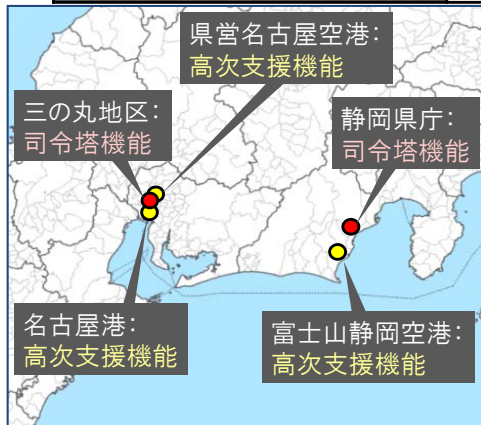 県営名古屋空港：
高次支援機能
三の丸地区：
司令塔機能
静岡県庁：
司令塔機能
名古屋港：
高次支援機能
富士山静岡空港：
高次支援機能